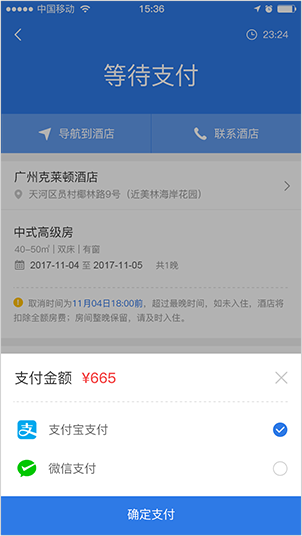 中国移动 15:36
23:24
等待支付
导航到酒店 联系酒店
广州克莱顿酒店
天河区员村椰林路9号（近美林海岸花园）
中式高级房
40-50㎡ | 双床 | 有窗
2017-11-04 至 2017-11-05 共1晚
取消时间为11月04日18:00前，超过最晚时间，如未入住，酒店将
扣除全额房费；房间整晚保留，请及时入住。
支付金额 ¥665
支付宝支付
微信支付
确定支付